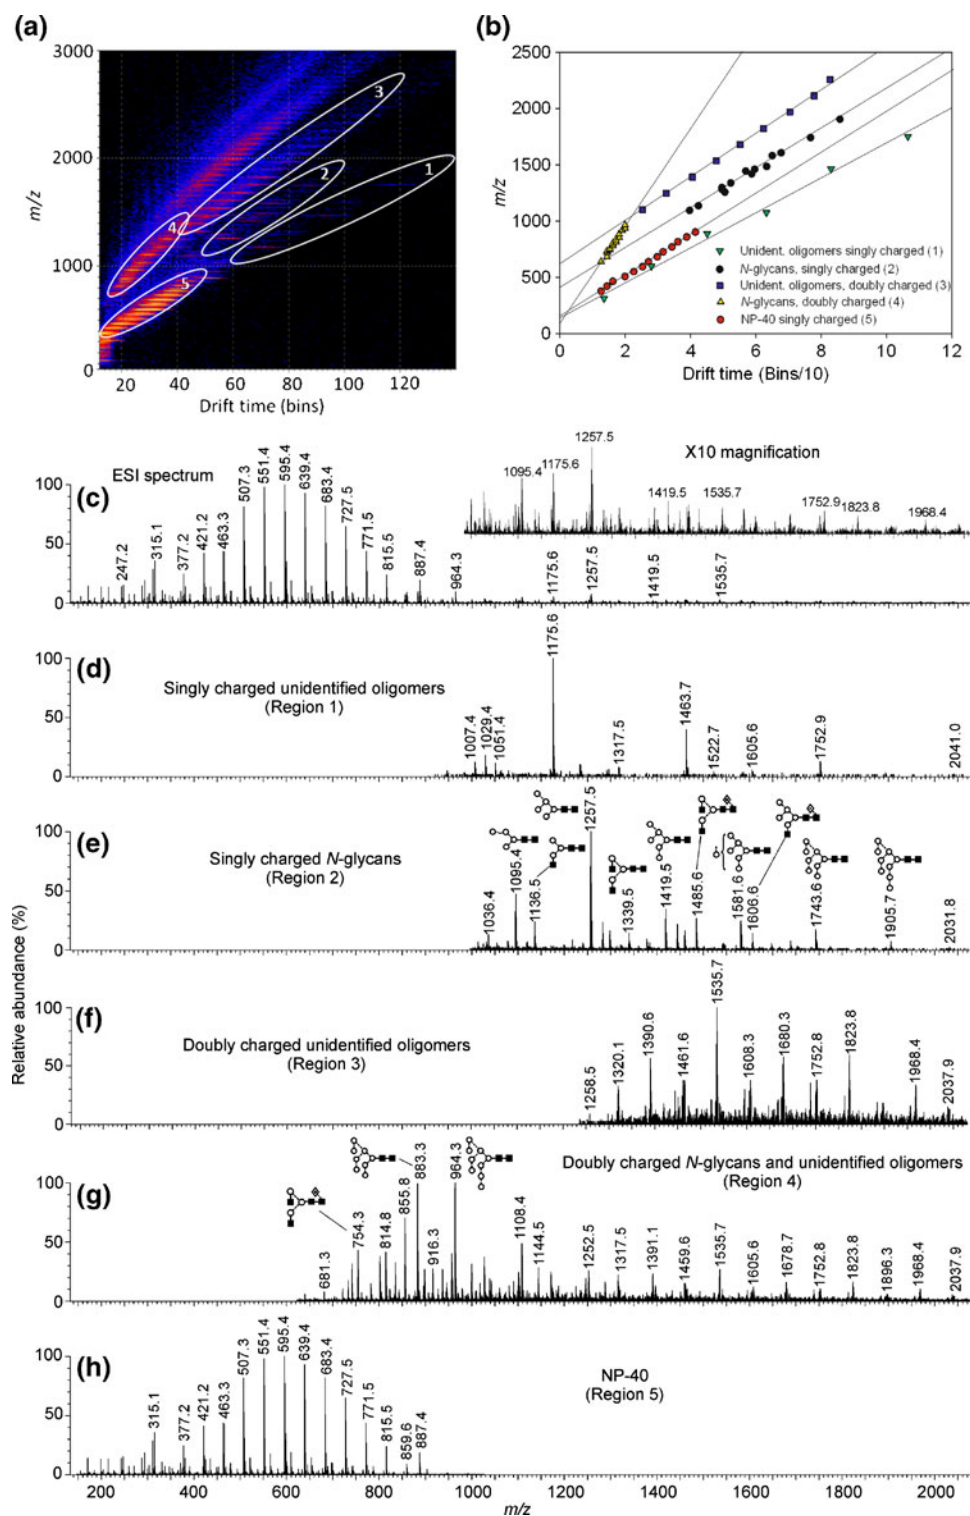 (a)
m/z
3000
2000
1000
0
1
2
3
4
5
20 40 60 80 100 120
Drift time (bins)
(b)
m/z
2500
2000
1500
1000
500
0
Unident. oligomers singly charged (1)
N-glycans, singly charged (2)
Unident. oligomers, doubly charged (3)
N-glycans, doubly charged (4)
NP-40 singly charged (5)
0 2 4 6 8 10 12
Drift time (Bins/10)
Relative abundance (%)
(c)
ESI spectrum
X10 magnification
100
50
0
247.2 315.1 377.2 421.2 463.3 507.3 551.4 595.4 639.4 683.4 727.5 771.5 815.5 887.4 964.3 1175.6 1257.5 1419.5 1535.7
1095.4 1175.6 1257.5 1419.5 1535.7 1752.9 1823.8 1968.4
(d)
Singly charged unidentified oligomers
(Region 1)
100
50
0
1007.4 1029.4 1051.4 1175.6 1317.5 1463.7 1522.7 1605.6 1752.9 2041.0
(e)
Singly charged N-glycans
(Region 2)
100
50
0
1036.4 1095.4 1136.5 1257.5 1339.5 1419.5 1485.6 1581.6 1606.6 1743.6 1905.7 2031.8
(f)
Doubly charged unidentified oligomers
(Region 3)
100
50
0
1258.5 1320.1 1390.6 1461.6 1535.7 1608.3 1680.3 1752.8 1823.8 1968.4 2037.9
(g)
Doubly charged N-glycans and unidentified oligomers
(Region 4)
100
50
0
681.3 754.3 814.8 855.8 883.3 916.3 964.3 1108.4 1144.5 1252.5 1317.5 1391.1 1459.6 1535.7 1605.6 1678.7 1752.8 1823.8 1896.3 1968.4 2037.9
(h)
NP-40
(Region 5)
100
50
0
315.1 377.2 421.2 463.3 507.3 551.4 595.4 639.4 683.4 727.5 771.5 815.5 859.6 887.4
200 400 600 800 1000 1200 1400 1600 1800 2000
m/z